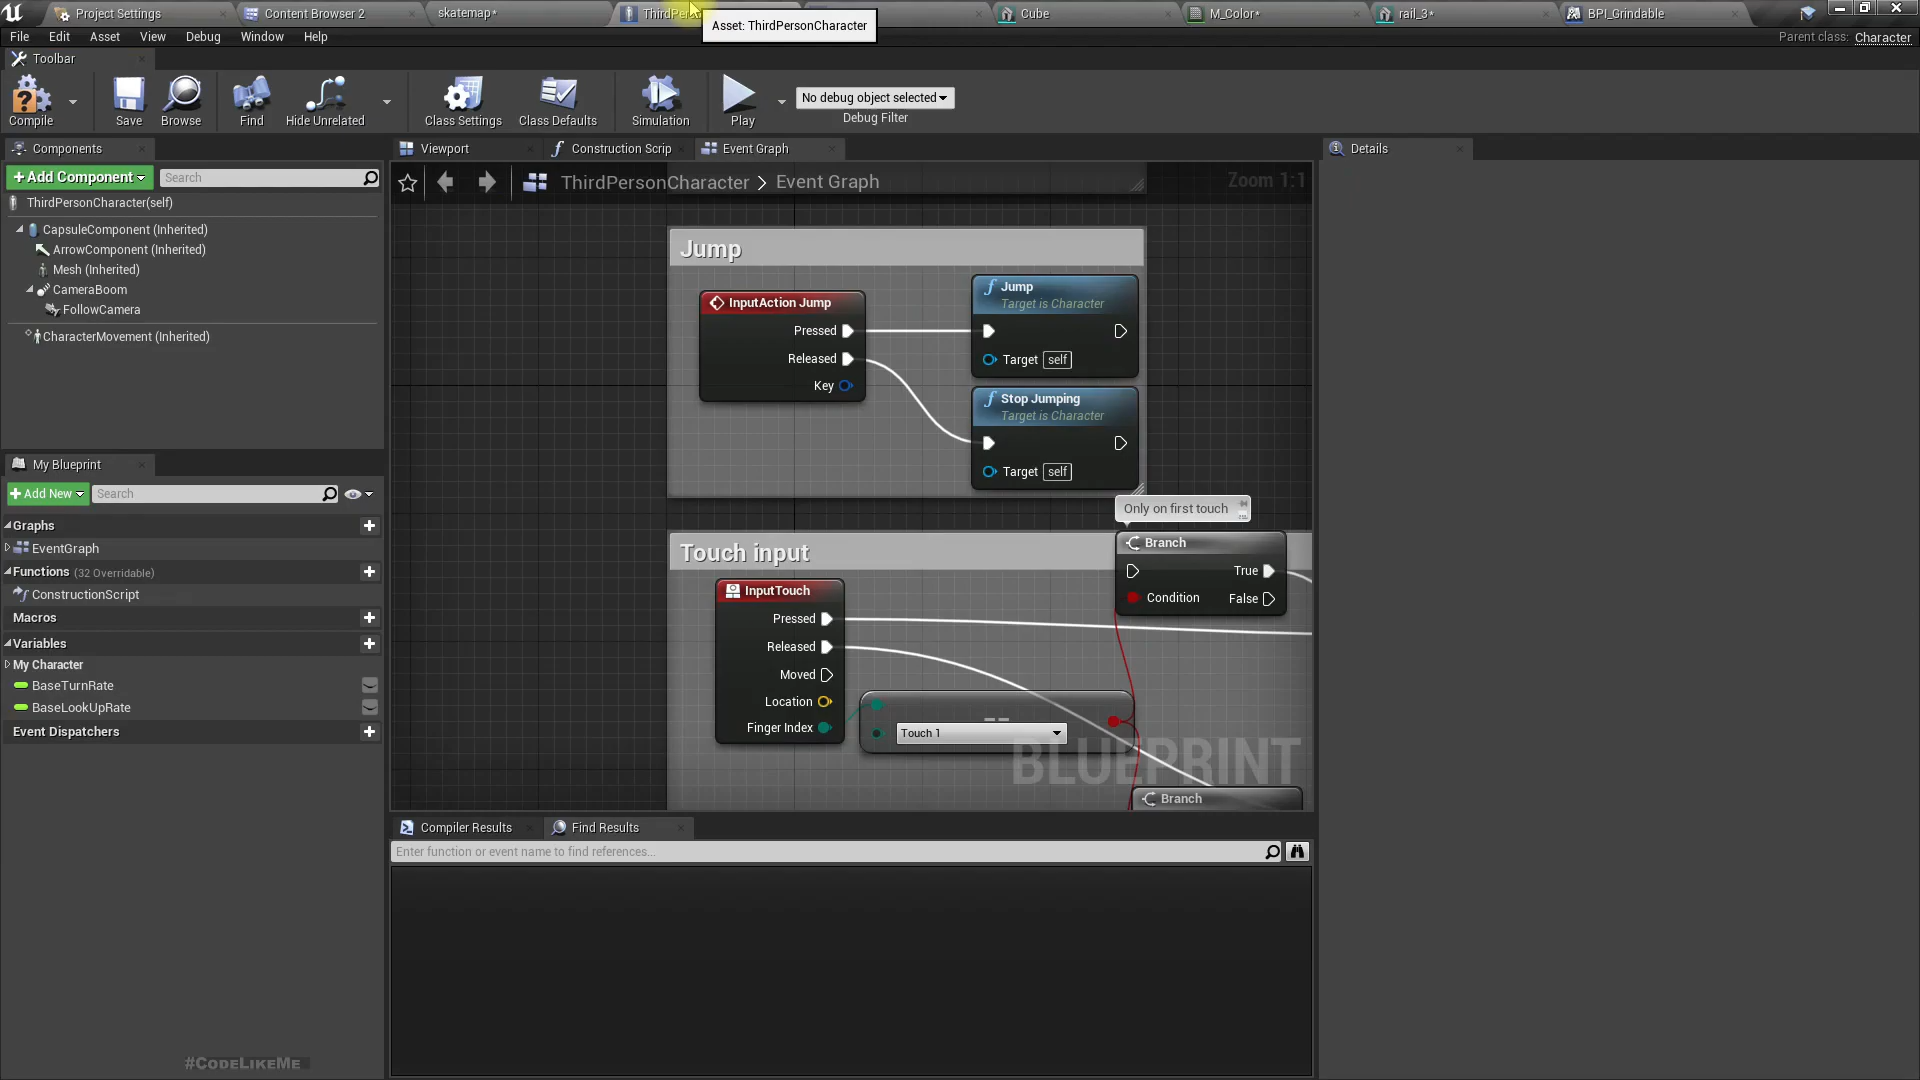 Project Settings
Content Browser 2
skatemap*
ThirdPers
Cube
M_Color*
rail_3*
BPI_Grindable
Asset: ThirdPersonCharacter
File Edit Asset View Debug Window Help
Parent class: Character
Toolbar
Compile
Save
Browse
Find
Hide Unrelated
Class Settings
Class Defaults
Simulation
Play
No debug object selected
Debug Filter
Components
+Add Component
Search
ThirdPersonCharacter(self)
CapsuleComponent (Inherited)
ArrowComponent (Inherited)
Mesh (Inherited)
CameraBoom
FollowCamera
CharacterMovement (Inherited)
My Blueprint
+Add New
Search
Graphs
EventGraph
Functions (32 Overridable)
ConstructionScript
Macros
Variables
My Character
BaseTurnRate
BaseLookUpRate
Event Dispatchers
#CodeLikeMe
Viewport
Construction Scrip
Event Graph
ThirdPersonCharacter > Event Graph
Zoom 1:1
Jump
InputAction Jump
Pressed
Released
Key
Jump
Target is Character
Target self
Stop Jumping
Target is Character
Target self
Only on first touch
Touch input
Branch
True
Condition
False
InputTouch
Pressed
Released
Moved
Location
Finger Index
==
Touch 1
BLUEPRINT
Branch
Compiler Results
Find Results
Enter function or event name to find references...
Details